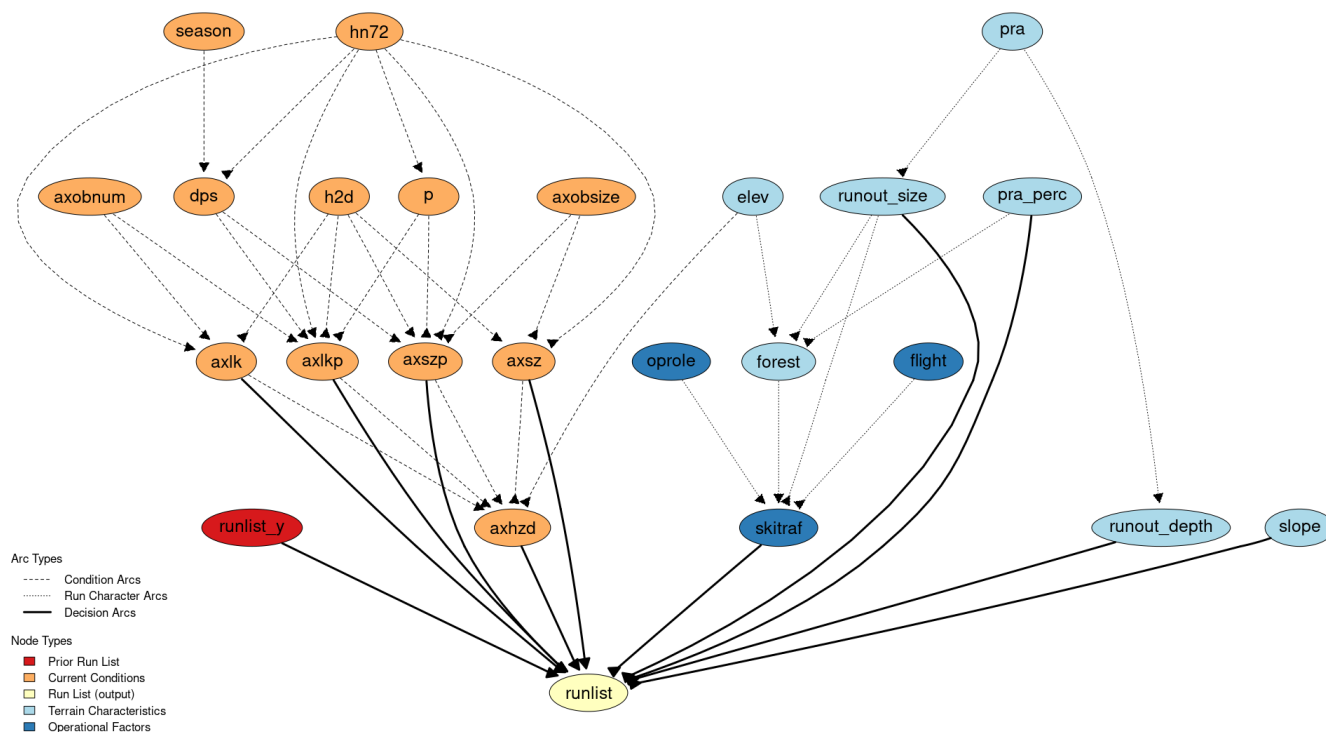 season
hn72
pra
axobnum
dps
h2d
p
axobsize
elev
runout_size
pra_perc
axlk
axlkp
axszp
axsz
oprole
forest
flight
runlist_y
axhzd
skitraf
runout_depth
slope
Arc Types
Condition Arcs
Run Character Arcs
Decision Arcs
Node Types
Prior Run List
Current Conditions
Run List (output)
Terrain Characteristics
Operational Factors
runlist